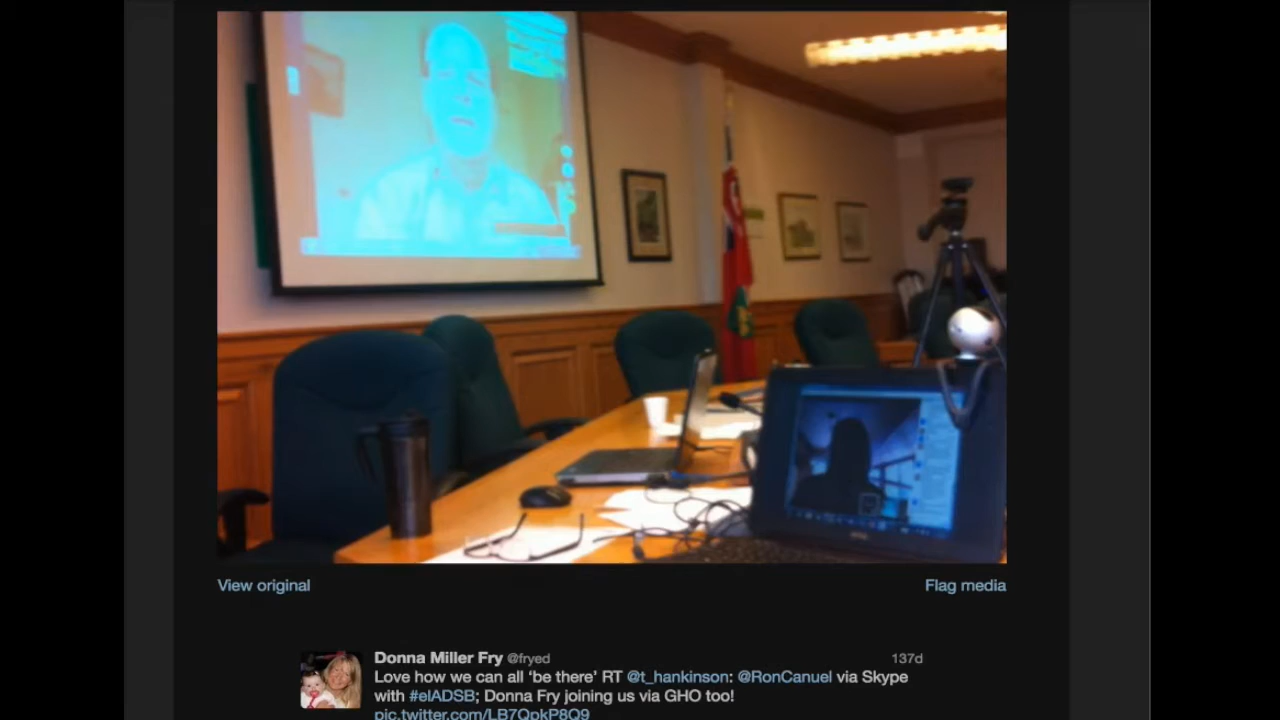 View original
Flag media
Donna Miller Fry @fryed 137d
Love how we can all ‘be there’ RT @t_hankinson: @RonCanuel via Skype
with #elADSB; Donna Fry joining us via GHO too!
pic.twitter.com/LB7QpkP8Q9